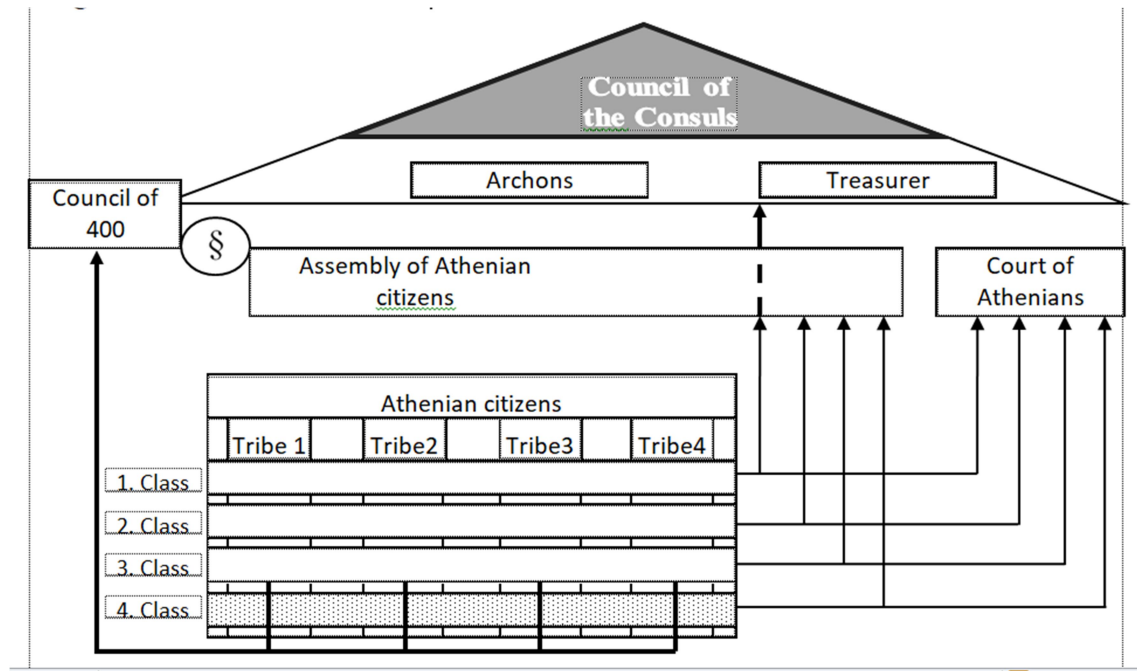 Council of
the Consuls
Archons
Treasurer
Council of
400
§
Assembly of Athenian
citizens
Court of
Athenians
Athenian citizens
Tribe 1
Tribe2
Tribe3
Tribe4
1. Class
2. Class
3. Class
4. Class